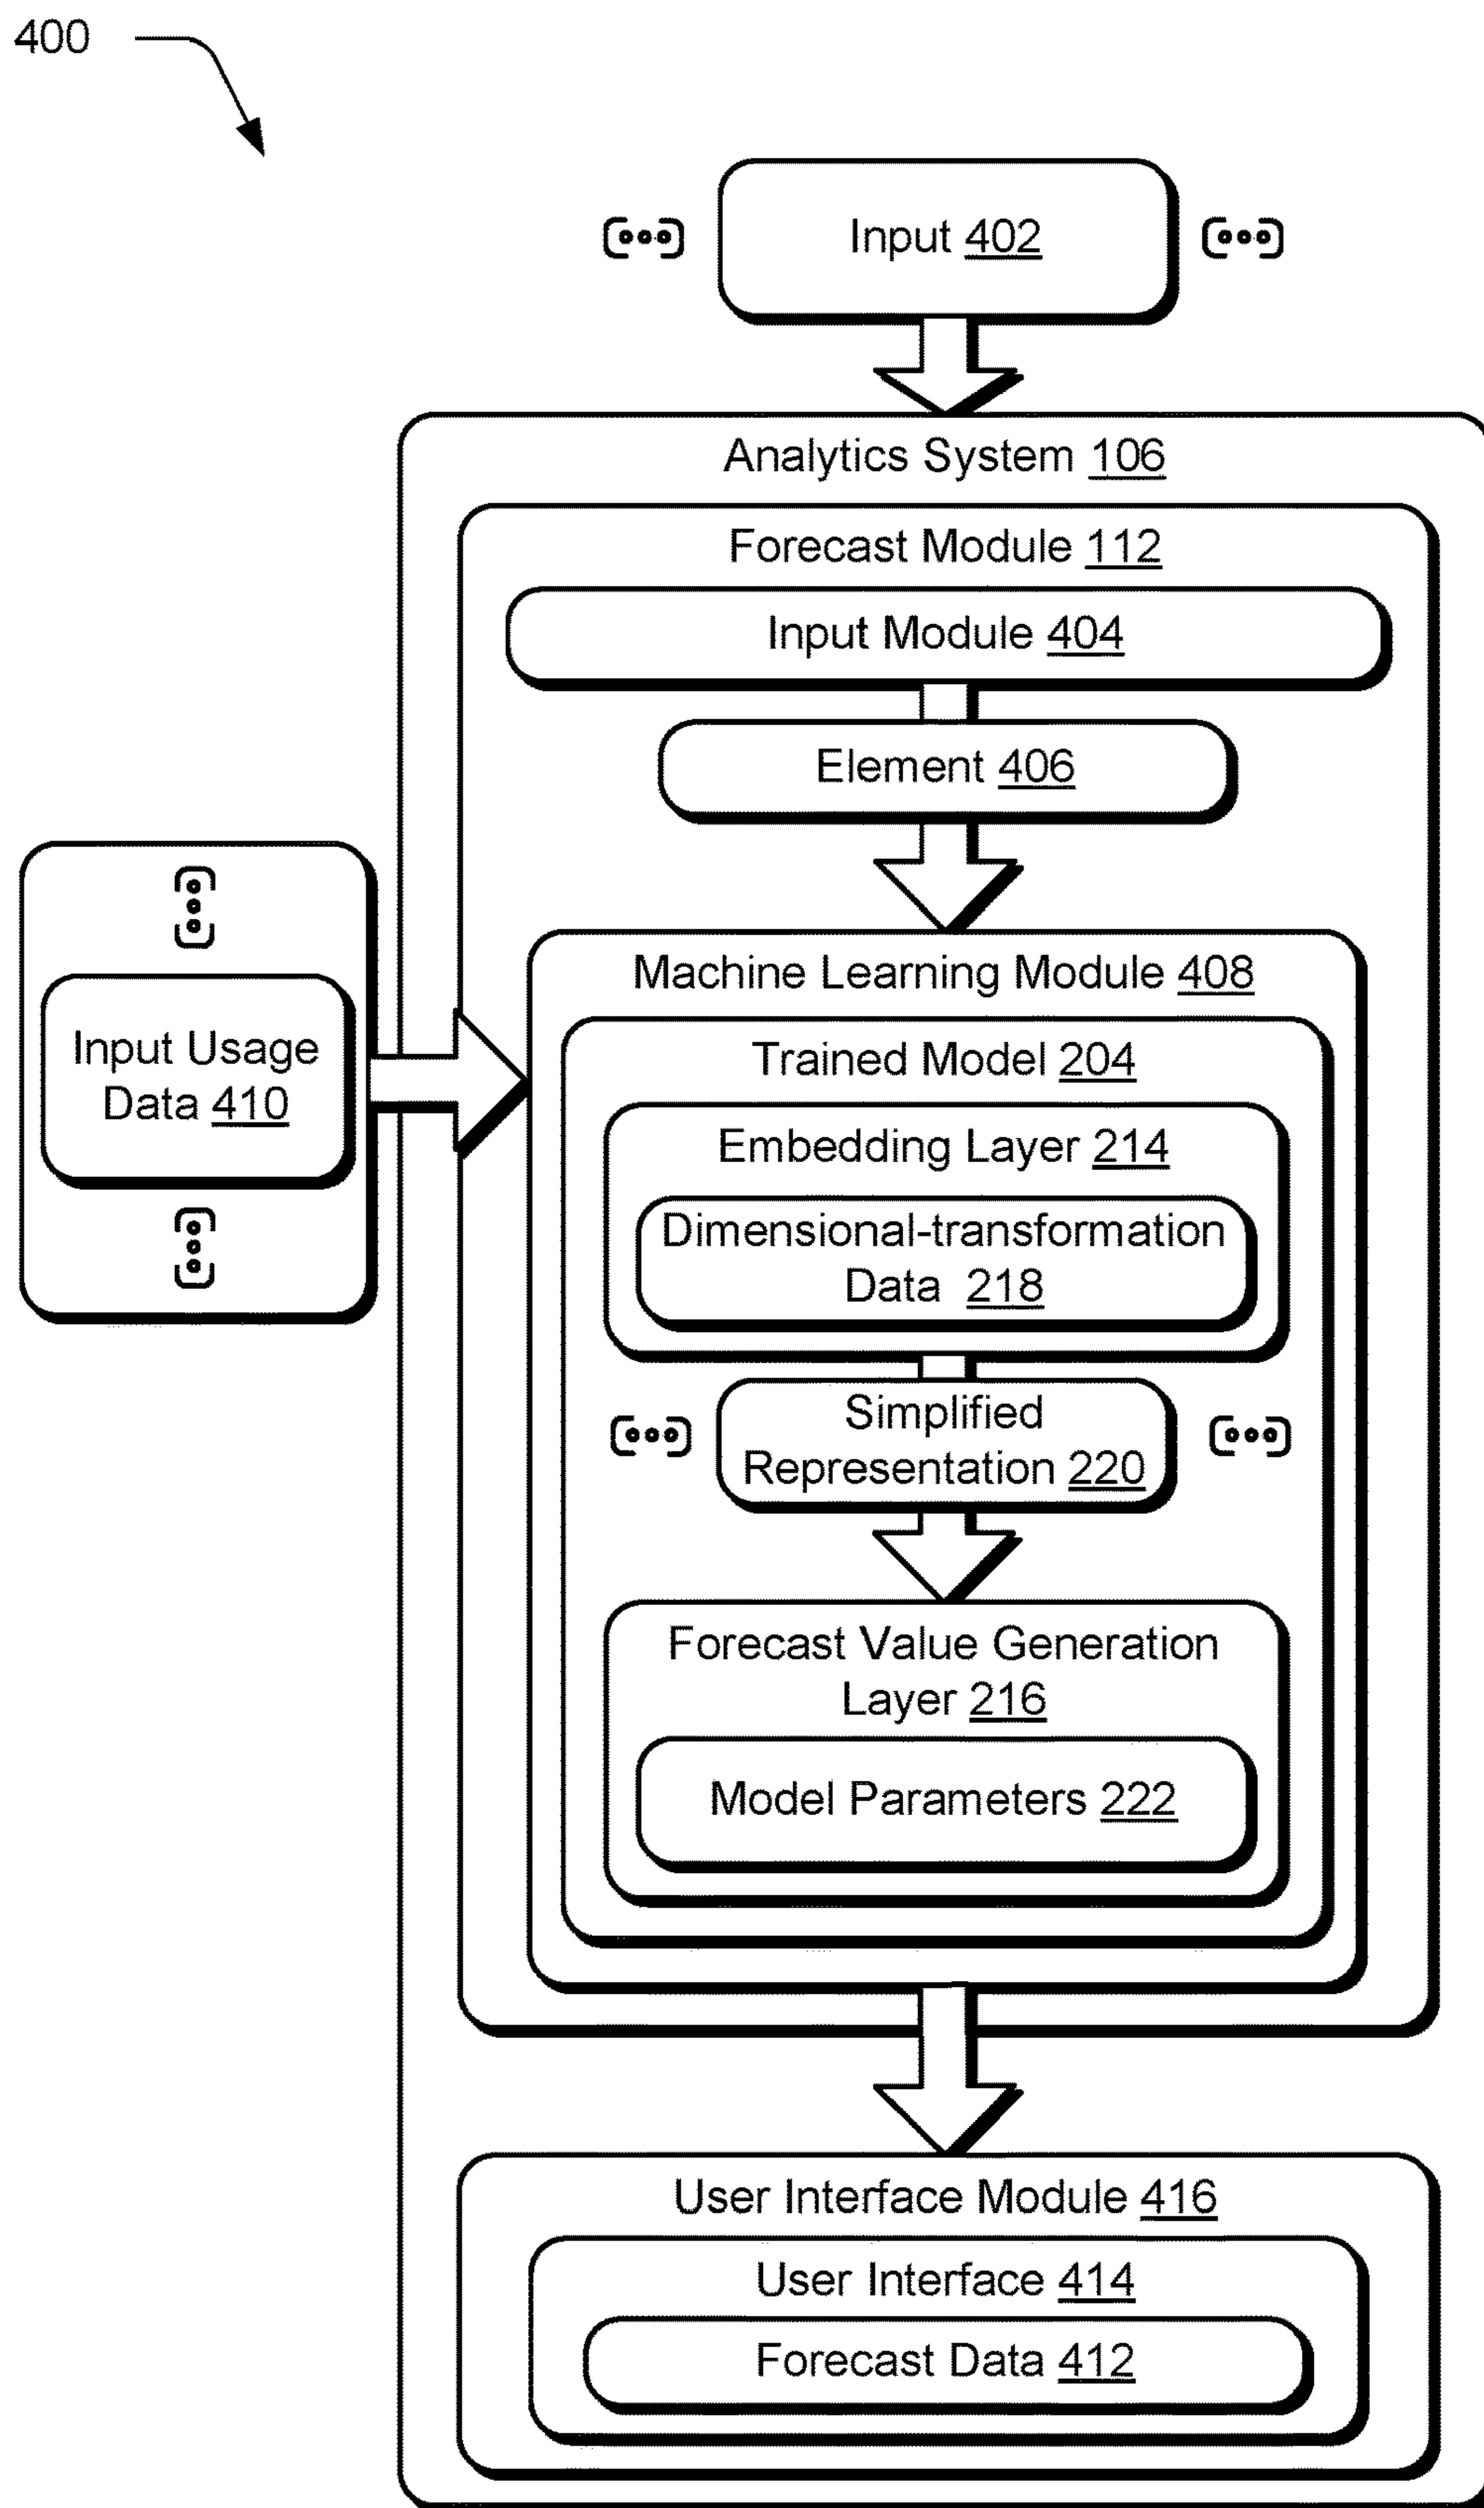 400
Input 402
Analytics System 106
Forecast Module 112
Input Module 404
Element 406
Input Usage
Data 410
Machine Learning Module 408
Trained Model 204
Embedding Layer 214
Dimensional-transformation
Data 218
Simplified
Representation 220
Forecast Value Generation
Layer 216
Model Parameters 222
User Interface Module 416
User Interface 414
Forecast Data 412